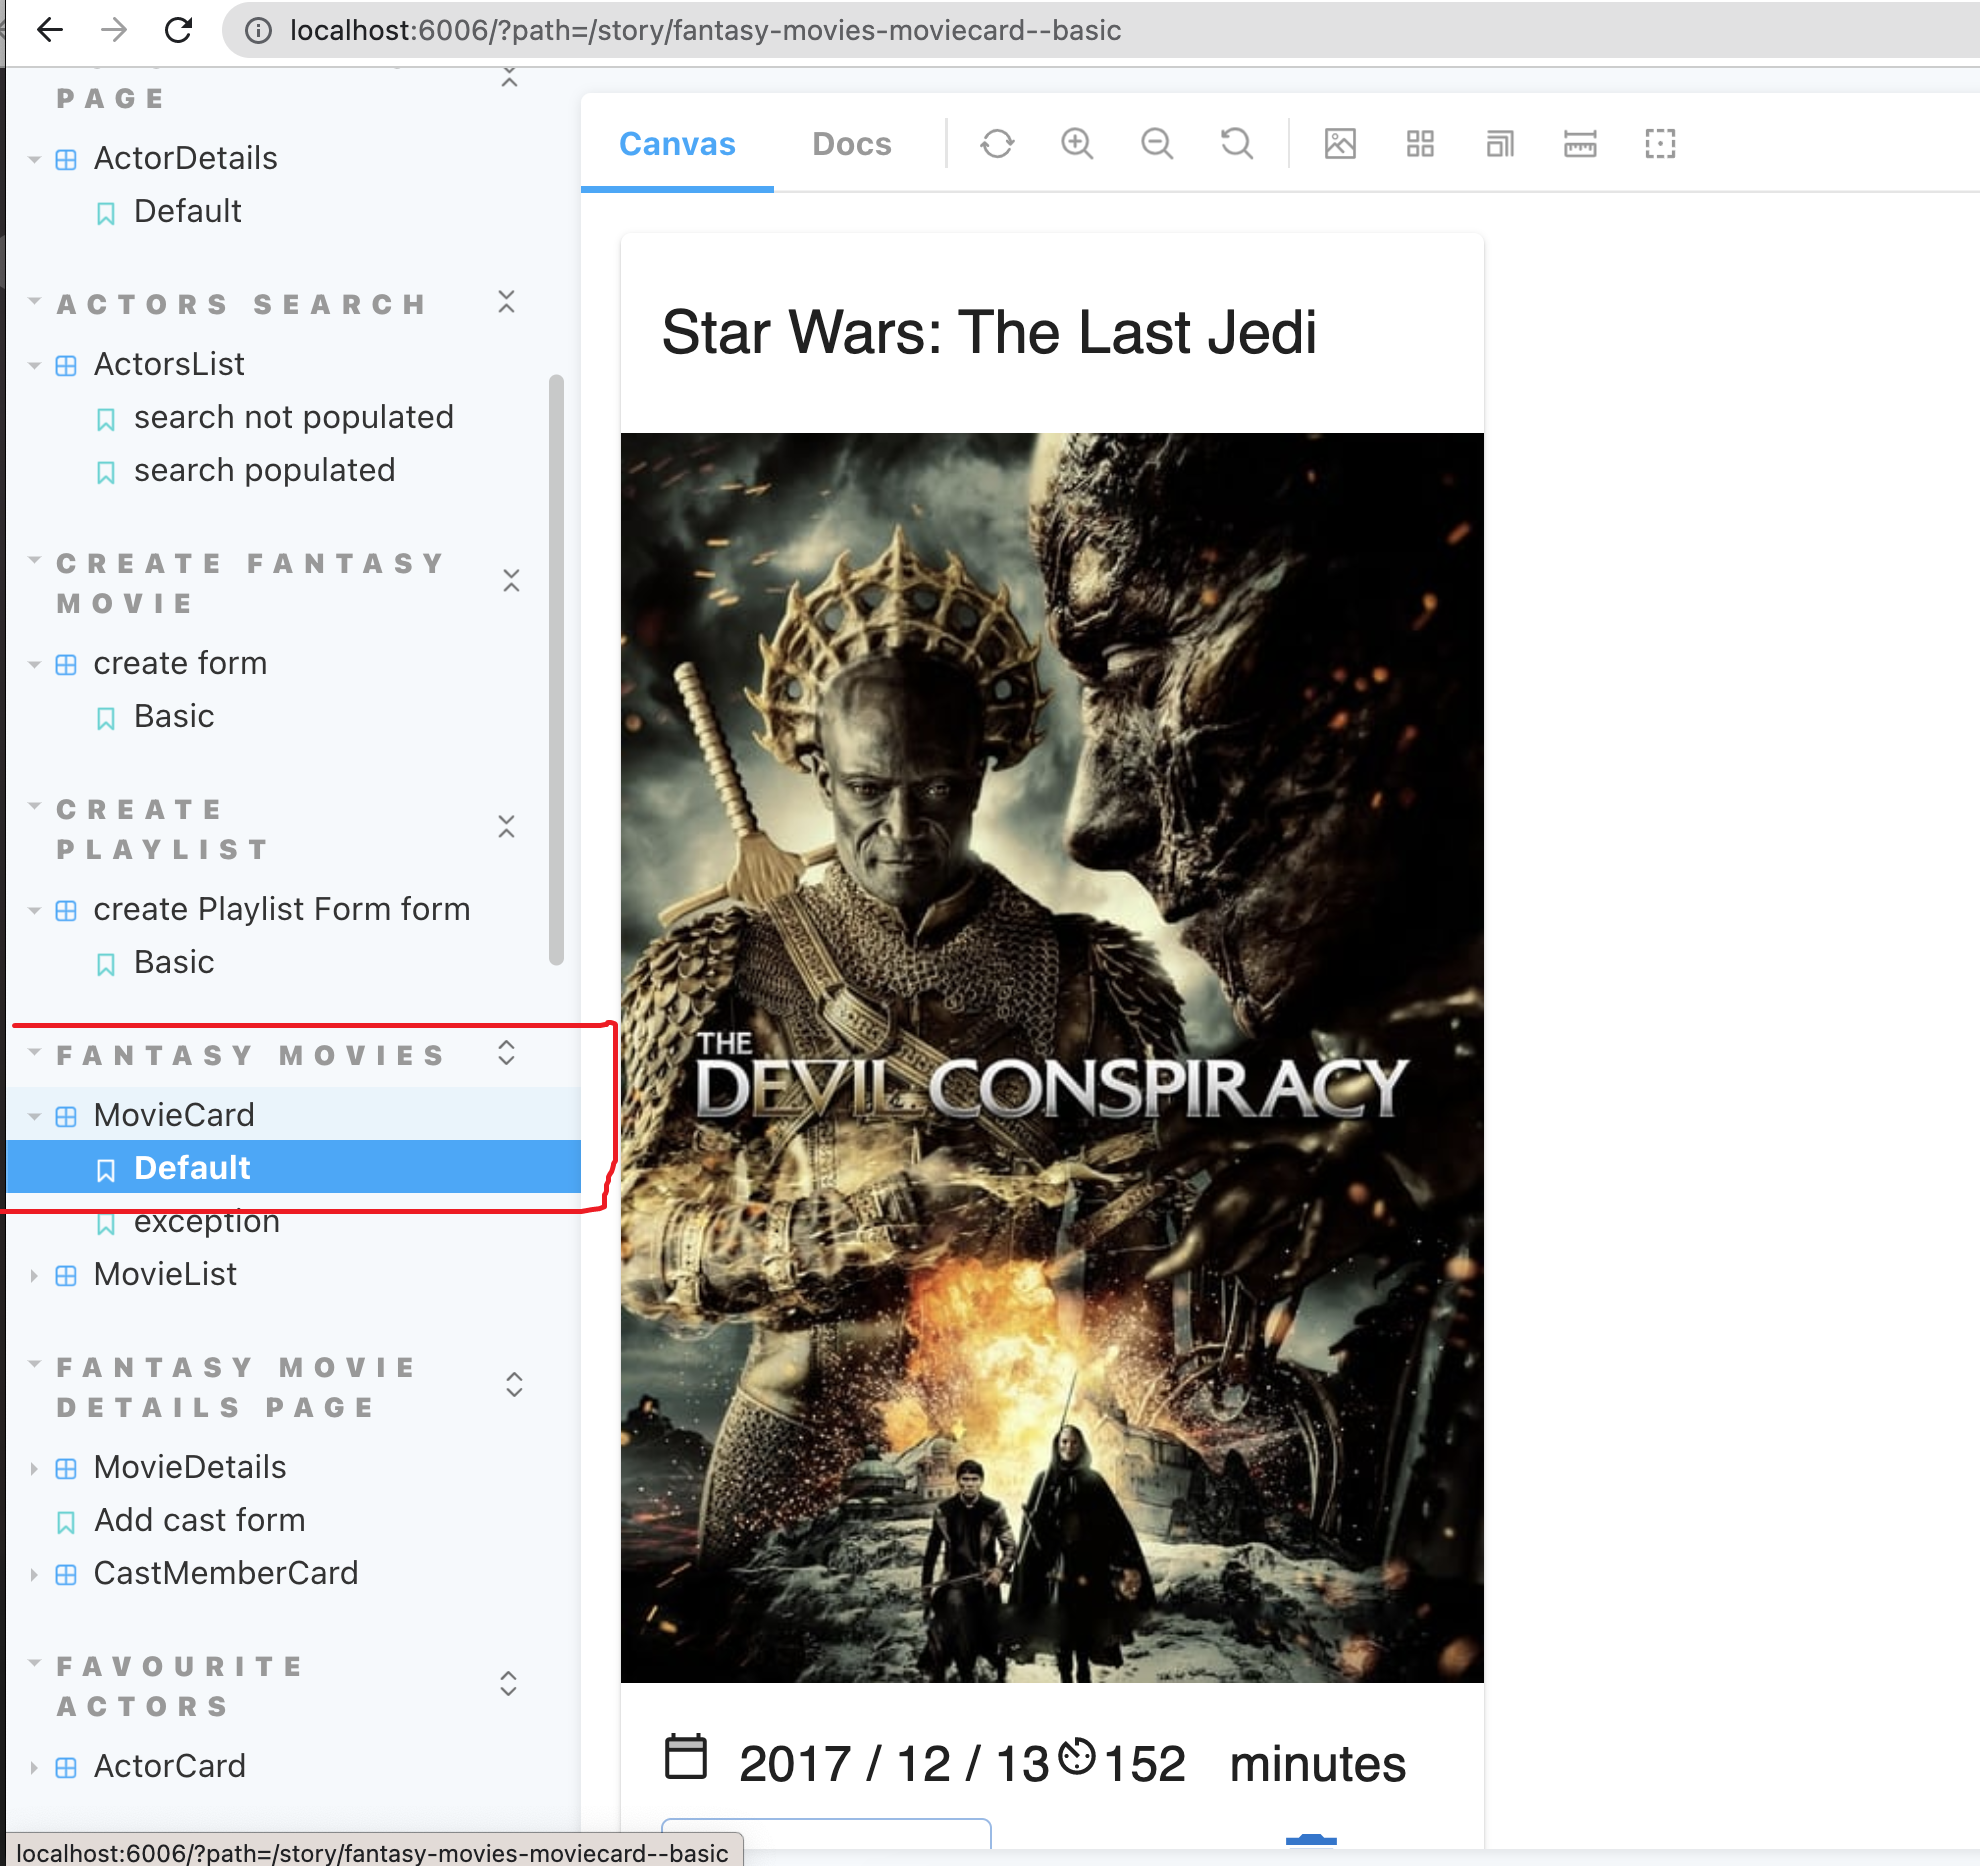 localhost:6006/?path=/story/fantasy-movies-moviecard--basic
PAGE
ActorDetails
Default
ACTORS SEARCH
ActorsList
search not populated
search populated
CREATE FANTASY
MOVIE
create form
Basic
CREATE
PLAYLIST
create Playlist Form form
Basic
FANTASY MOVIES
MovieCard
Default
exception
MovieList
FANTASY MOVIE
DETAILS PAGE
MovieDetails
Add cast form
CastMemberCard
FAVOURITE
ACTORS
ActorCard
localhost:6006/?path=/story/fantasy-movies-moviecard--basic
Canvas Docs
Star Wars: The Last Jedi
THE
DEVIL CONSPIRACY
2017 / 12 / 13 152 minutes